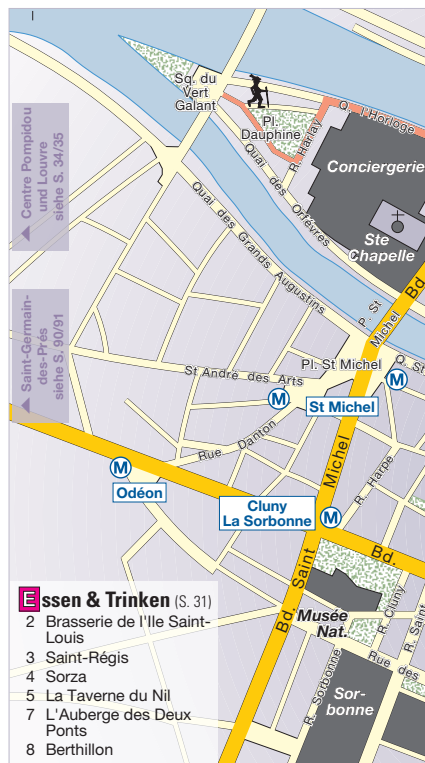 Sq. du
Vert
Galant
Pl.
Dauphine
R. Harlay
Q. l'Horloge
Conciergerie
Ste
Chapelle
Quai des Orfèvres
Quai des Grands Augustins
Centre Pompidou
und Louvre
siehe S. 34/35
Saint-Germain-
des-Prés
siehe S. 90/91
Bd.
P. St Michel
Pl. St Michel
Q. St
St André des Arts
M
M
St Michel
Rue Danton
Michel
R. Harpe
M
Odéon
Cluny
La Sorbonne
M
Bd.
Bd. Saint
Musée
Nat.
R. Cluny
R. Saint
Rue des
R. Sorbonne
Sor-
bonne
Essen & Trinken (S. 31)
2 Brasserie de l'Ile Saint-
Louis
3 Saint-Régis
4 Sorza
5 La Taverne du Nil
7 L'Auberge des Deux
Ponts
8 Berthillon